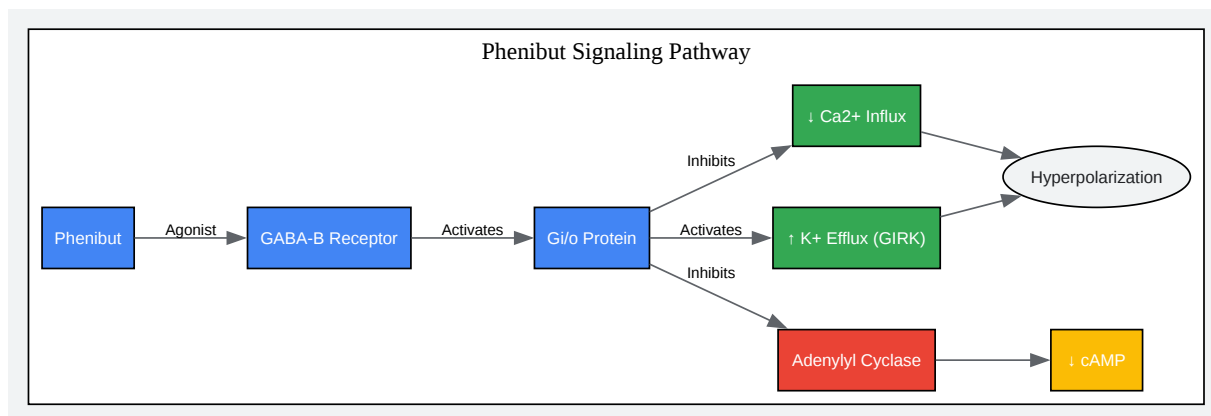 Phenibut Signaling Pathway
↓ Ca2+ Influx
Inhibits
Hyperpolarization
Phenibut
Agonist
GABA-B Receptor
Activates
Gi/o Protein
Activates
↑ K+ Efflux (GIRK)
Inhibits
Adenylyl Cyclase
↓ cAMP